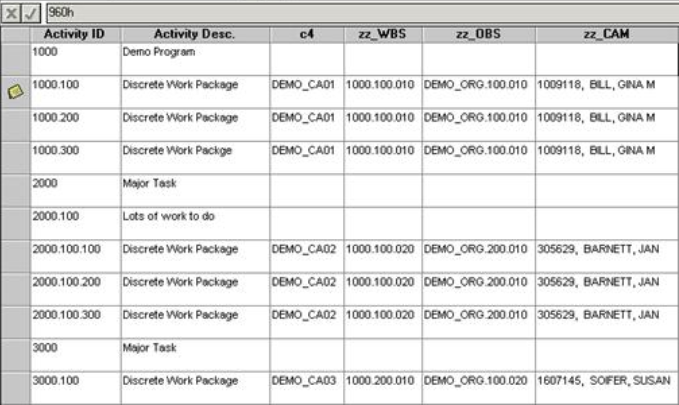 960h
Activity ID Activity Desc. c4 zz_WBS zz_OBS zz_CAM
1000 Demo Program
1000.100 Discrete Work Package DEMO_CA01 1000.100.010 DEMO_ORG.100.010 1009118, BILL, GINA M
1000.200 Discrete Work Package DEMO_CA01 1000.100.010 DEMO_ORG.100.010 1009118, BILL, GINA M
1000.300 Discrete Work Packge DEMO_CA01 1000.100.010 DEMO_ORG.100.010 1009118, BILL, GINA M
2000 Major Task
2000.100 Lots of work to do
2000.100.100 Discrete Work Package DEMO_CA02 1000.100.020 DEMO_ORG.200.010 305629, BARNETT, JAN
2000.100.200 Discrete Work Package DEMO_CA02 1000.100.020 DEMO_ORG.200.010 305629, BARNETT, JAN
2000.100.300 Discrete Work Package DEMO_CA02 1000.100.020 DEMO_ORG.200.010 305629, BARNETT, JAN
3000 Major Task
3000.100 Discrete Work Package DEMO_CA03 1000.200.010 DEMO_ORG.100.020 1607145, SOIFER, SUSAN